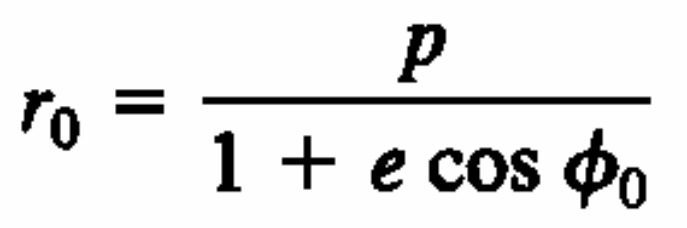 r₀ = p / (1 + e cos ϕ₀)